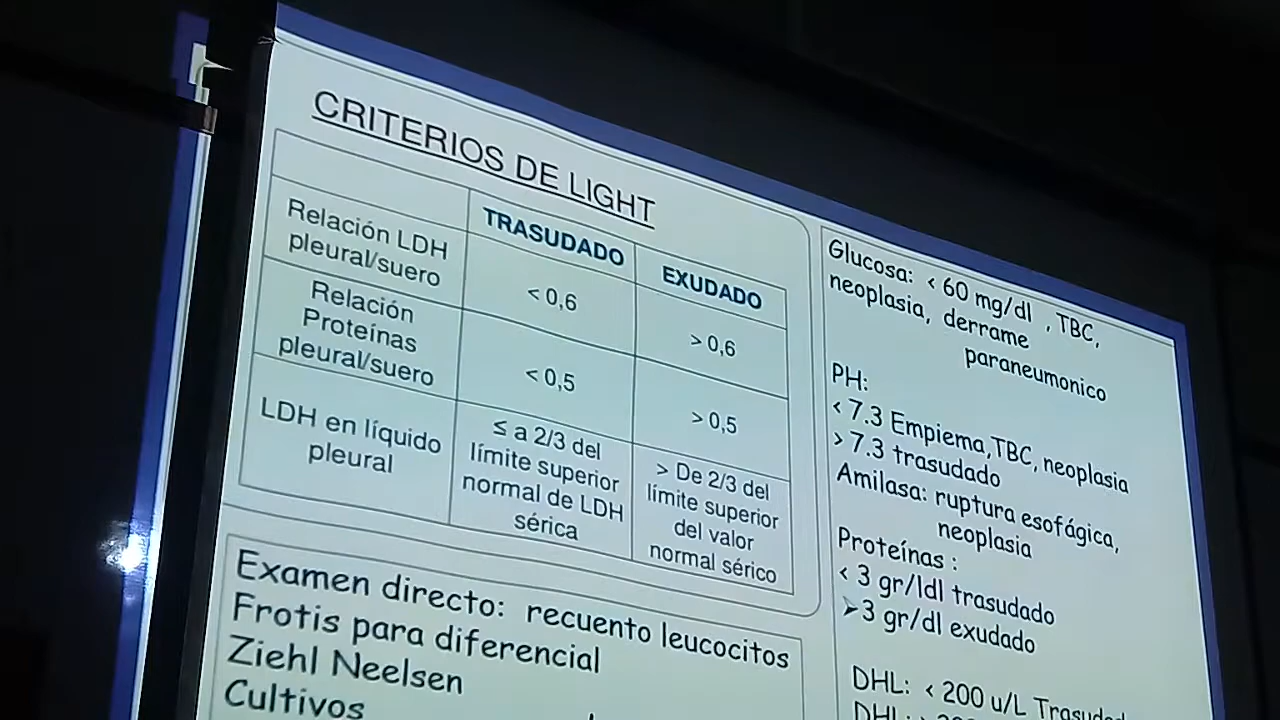 CRITERIOS DE LIGHT
TRASUDADO
EXUDADO
Relación LDH
pleural/suero
< 0,6
> 0,6
Relación
Proteínas
pleural/suero
< 0,5
> 0,5
LDH en líquido
pleural
≤ a 2/3 del
límite superior
normal de LDH
sérica
> De 2/3 del
límite superior
del valor
normal sérico
Examen directo: recuento leucocitos
Frotis para diferencial
Ziehl Neelsen
Cultivos
Glucosa: < 60 mg/dl , TBC,
neoplasia, derrame
paraneumonico
PH:
< 7.3 Empiema,TBC, neoplasia
> 7.3 trasudado
Amilasa: ruptura esofágica,
neoplasia
Proteínas :
< 3 gr/ldl trasudado
➤3 gr/dl exudado
DHL: < 200 u/L Trasudad
DHL: >